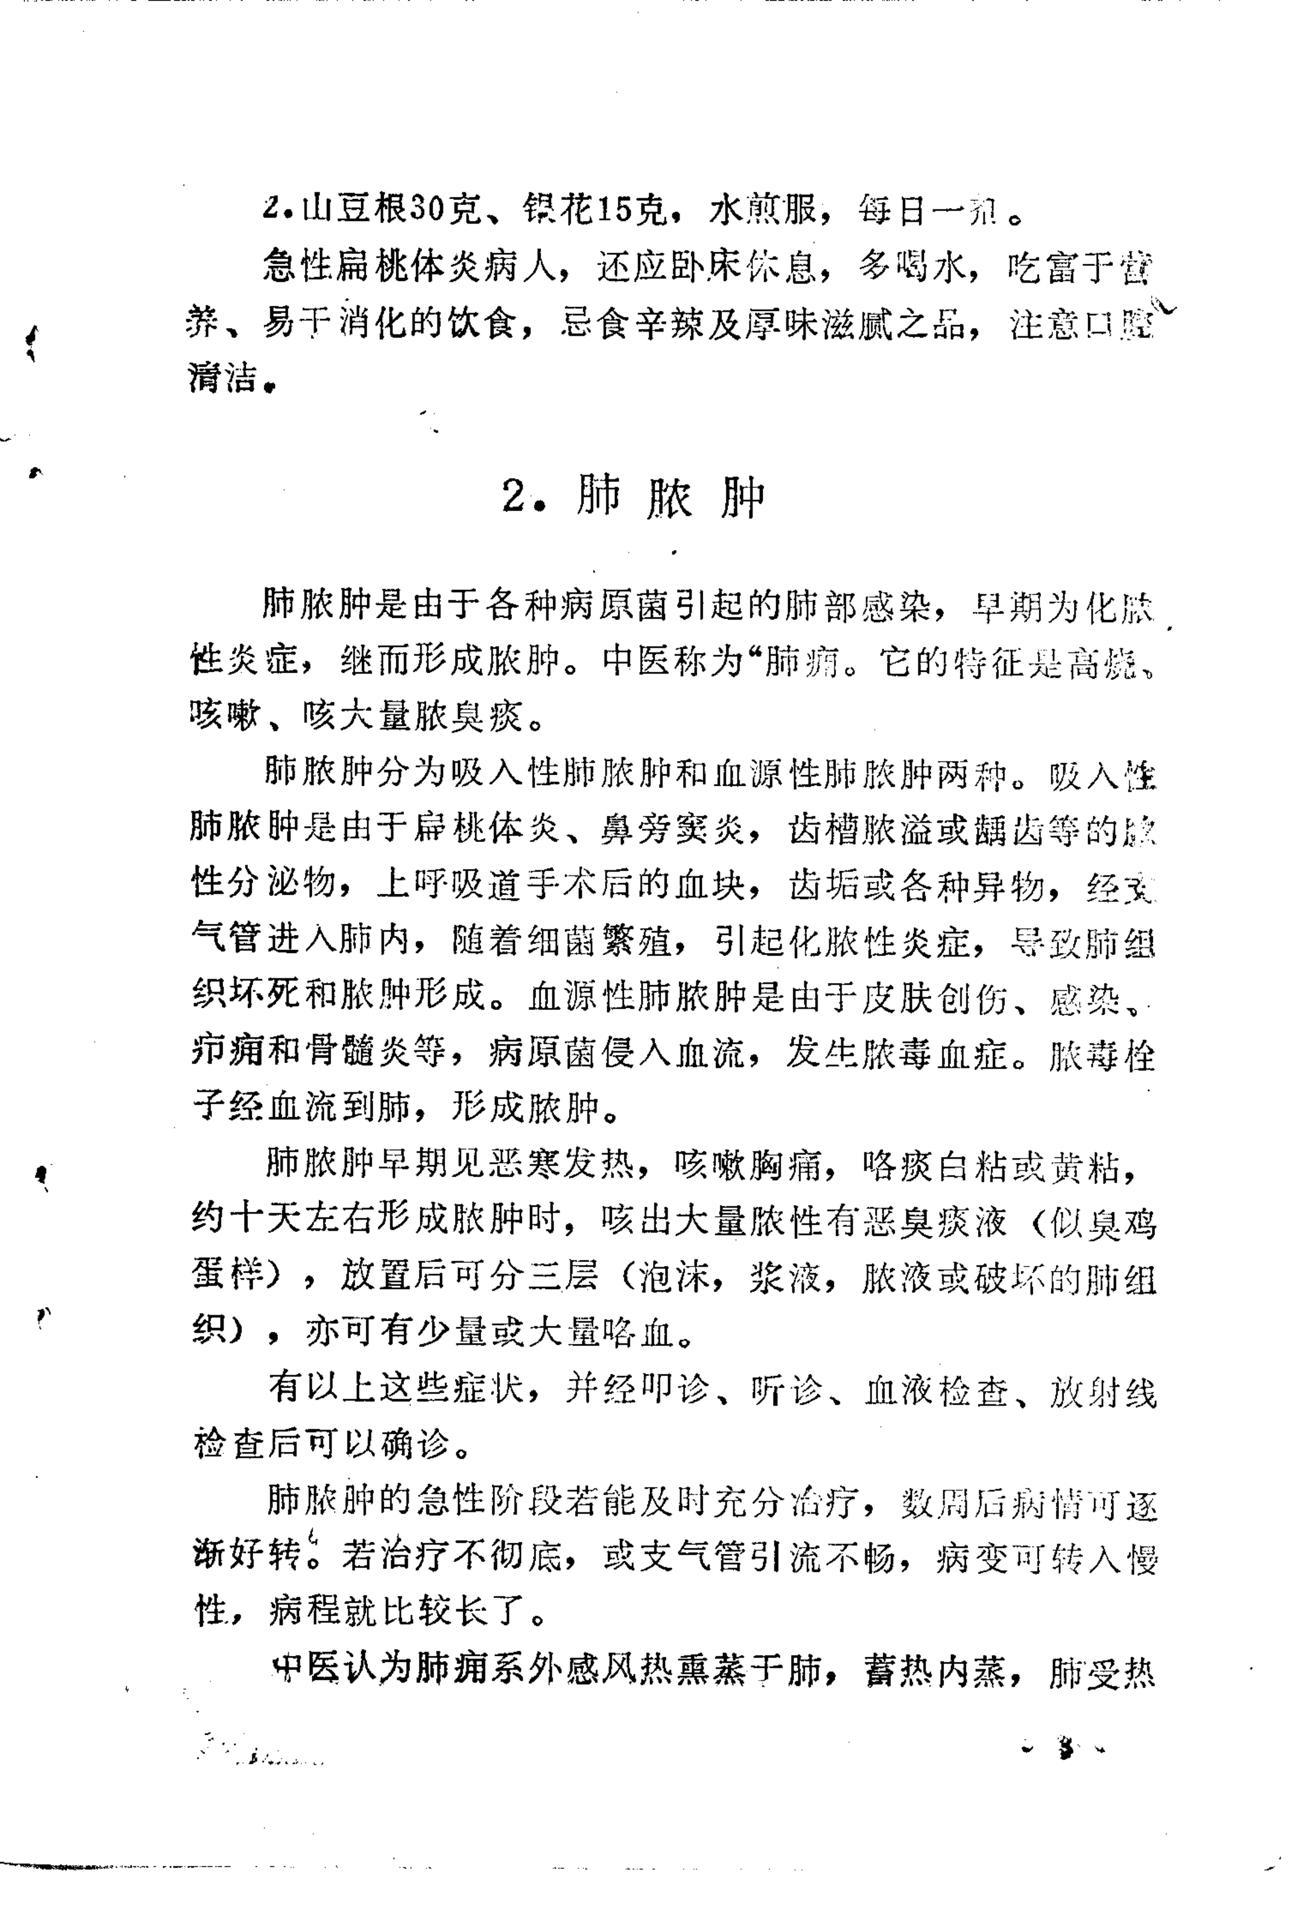 2.山豆根30克、银花15克，水煎服，每日一剂。
急性扁桃体炎病人，还应卧床休息，多喝水，吃富于营
养、易于消化的饮食，忌食辛辣及厚味滋腻之品，注意口腔
清洁。
2.肺脓肿
肺脓肿是由于各种病原菌引起的肺部感染，早期为化脓
性炎症，继而形成脓肿。中医称为“肺痈。它的特征是高烧、
咳嗽、咳大量脓臭痰。
肺脓肿分为吸入性肺脓肿和血源性肺脓肿两种。吸入性
肺脓肿是由于扁桃体炎、鼻旁窦炎，齿槽脓溢或龋齿等的脓
性分泌物，上呼吸道手术后的血块，齿垢或各种异物，经支
气管进入肺内，随着细菌繁殖，引起化脓性炎症，导致肺组
织坏死和脓肿形成。血源性肺脓肿是由于皮肤创伤、感染、
疖痈和骨髓炎等，病原菌侵入血流，发生脓毒血症。脓毒栓
子经血流到肺，形成脓肿。
肺脓肿早期见恶寒发热，咳嗽胸痛，咯痰白粘或黄粘，
约十天左右形成脓肿时，咳出大量脓性有恶臭痰液（似臭鸡
蛋样），放置后可分三层（泡沫，浆液，脓液或破坏的肺组
织），亦可有少量或大量咯血。
有以上这些症状，并经叩诊、听诊、血液检查、放射线
检查后可以确诊。
肺脓肿的急性阶段若能及时充分治疗，数周后病情可逐
渐好转。若治疗不彻底，或支气管引流不畅，病变可转入慢
性，病程就比较长了。
中医认为肺痈系外感风热熏蒸于肺，蓄热内蒸，肺受热
3